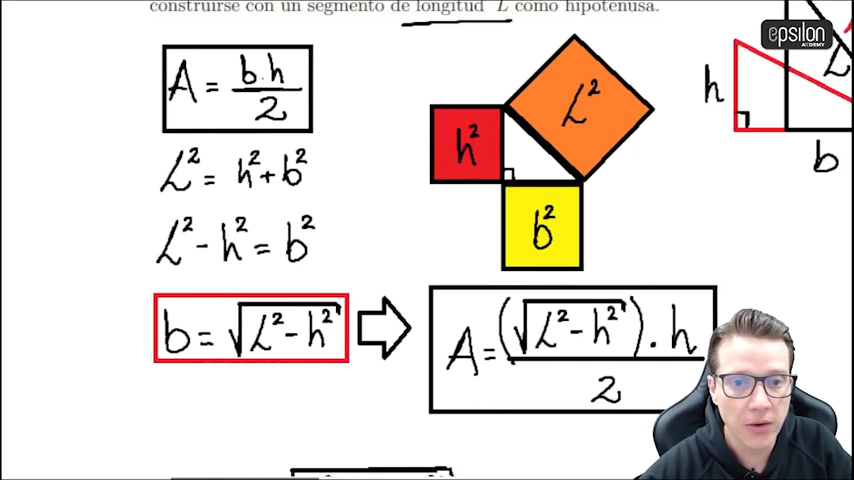 construirse con un segmento de longitud L como hipotenusa.
epsilon
ACADEMY
A = b.h / 2
L²
h
L
h²
b
L² = h² + b²
b²
L² - h² = b²
b = √(L² - h²)
A = (√(L² - h²)) . h / 2